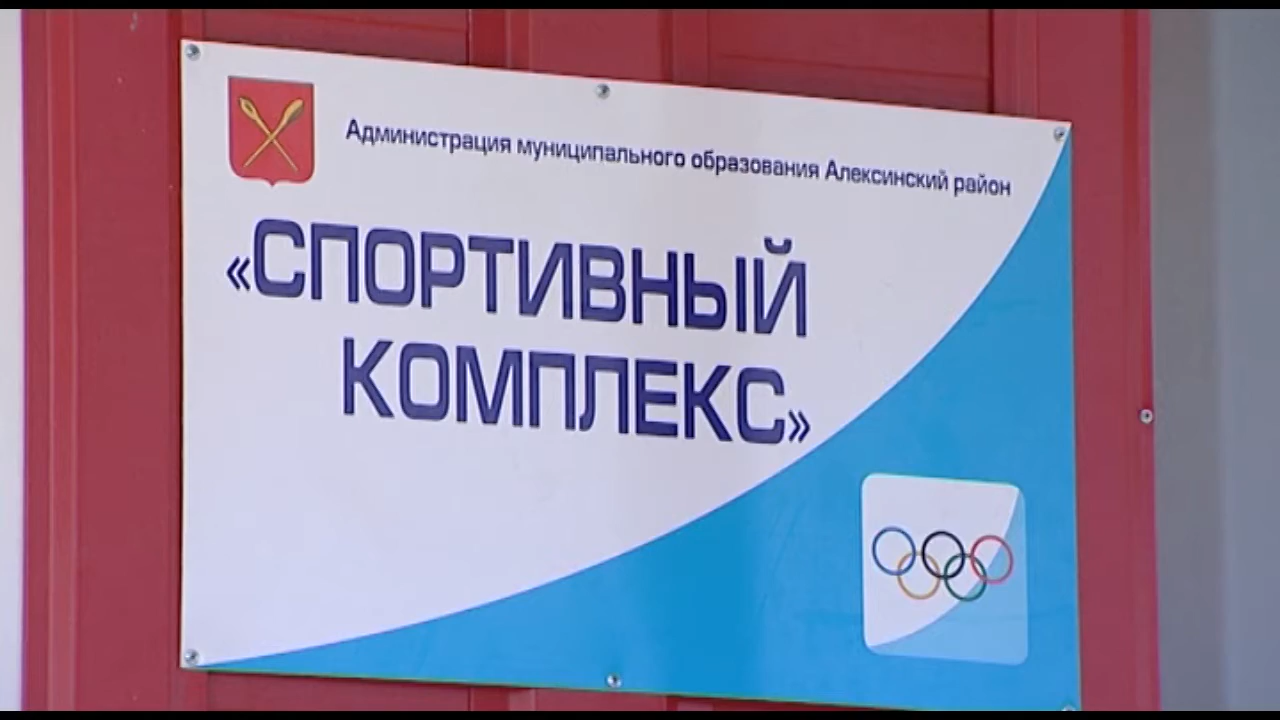 Администрация муниципального образования Алексинский район
«СПОРТИВНЫЙ
КОМПЛЕКС»